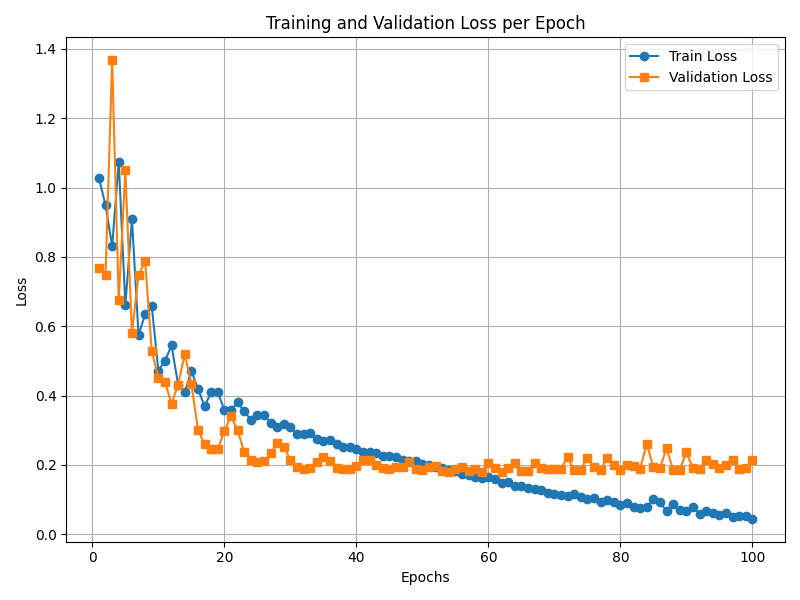 Training and Validation Loss per Epoch
Train Loss
Validation Loss
Loss
1.4
1.2
1.0
0.8
0.6
0.4
0.2
0.0
0 20 40 60 80 100
Epochs